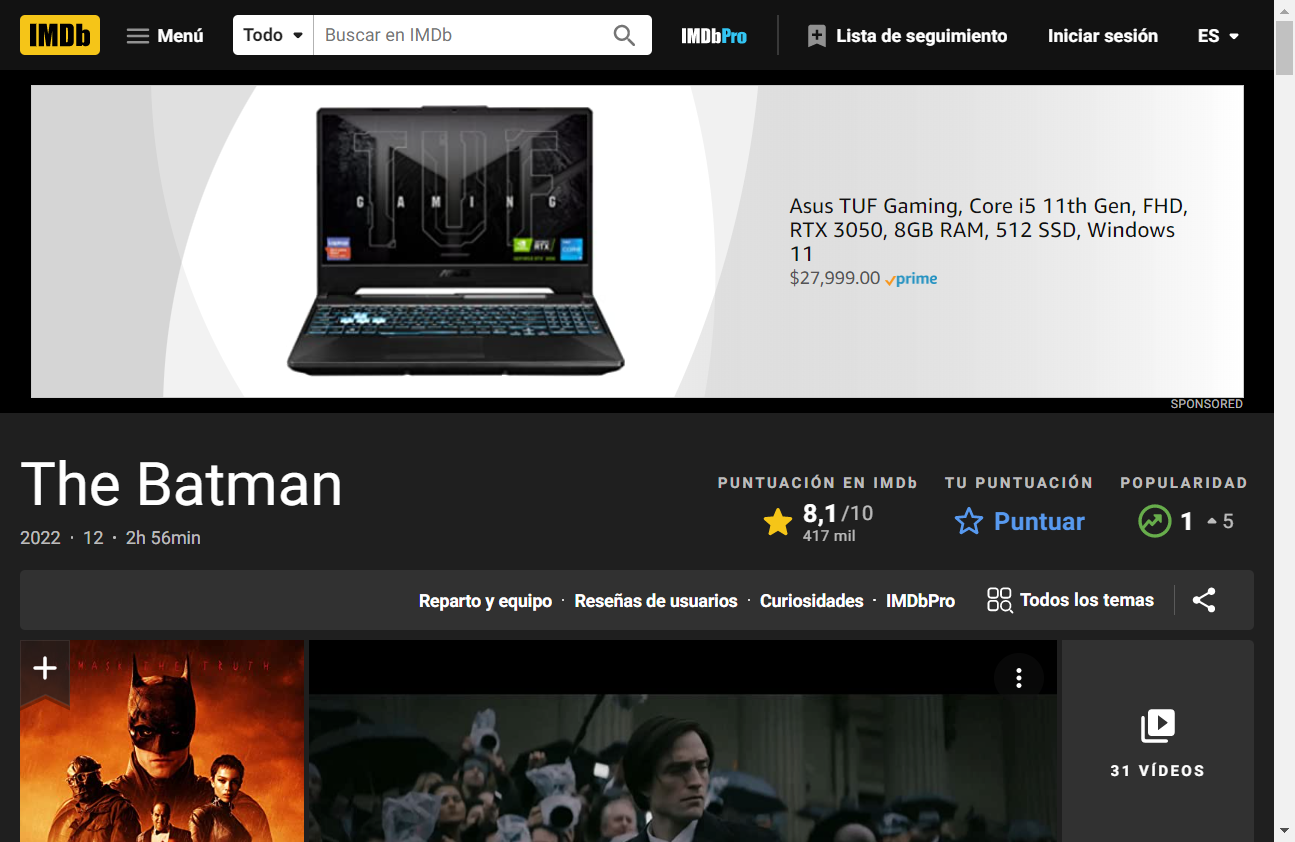 IMDb
Menú
Todo
Buscar en IMDb
IMDbPro
Lista de seguimiento
Iniciar sesión
ES
TUF
GAMING
Asus TUF Gaming, Core i5 11th Gen, FHD,
RTX 3050, 8GB RAM, 512 SSD, Windows
11
$27,999.00 prime
SPONSORED
The Batman
2022 · 12 · 2h 56min
PUNTUACIÓN EN IMDb
8,1/10
417 mil
TU PUNTUACIÓN
Puntuar
POPULARIDAD
1
5
Reparto y equipo · Reseñas de usuarios · Curiosidades · IMDbPro
Todos los temas
MASK THE TRUTH
31 VÍDEOS